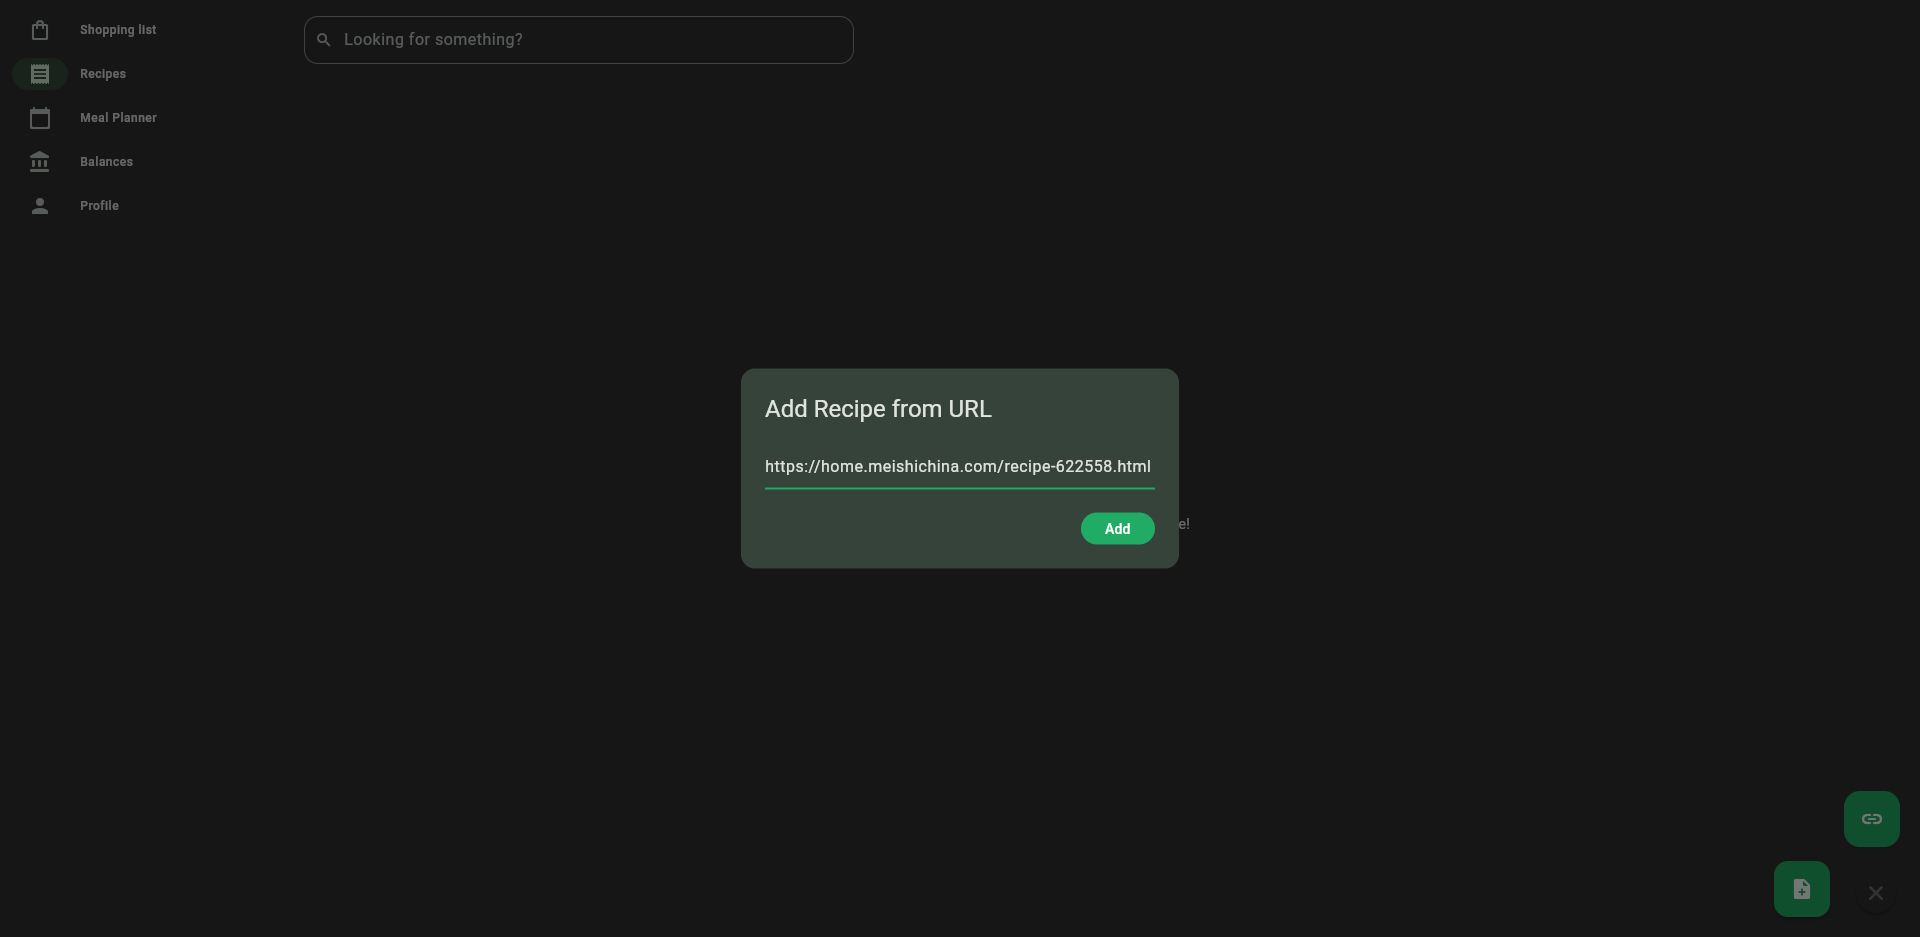 Shopping list
Recipes
Meal Planner
Balances
Profile
Looking for something?
Add Recipe from URL
https://home.meishichina.com/recipe-622558.html
Add
e!